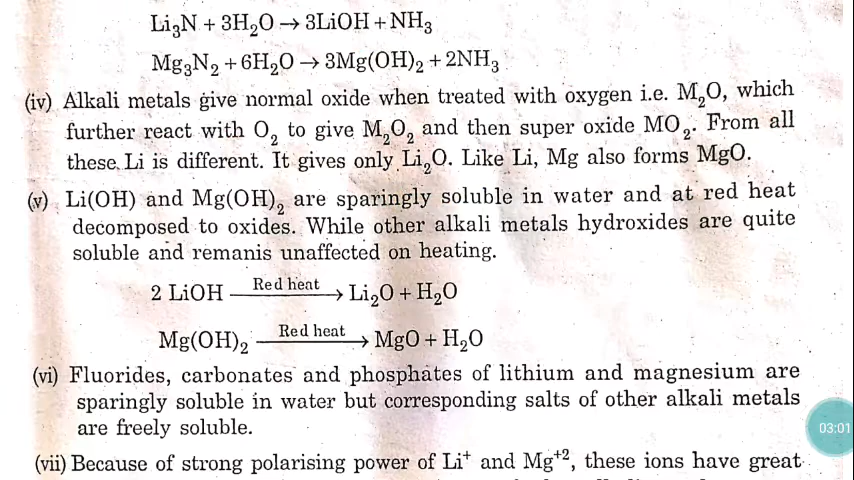 Li₃N + 3H₂O → 3LiOH + NH₃
Mg₃N₂ + 6H₂O → 3Mg(OH)₂ + 2NH₃
(iv) Alkali metals give normal oxide when treated with oxygen i.e. M₂O, which
further react with O₂ to give M₂O₂ and then super oxide MO₂. From all
these Li is different. It gives only Li₂O. Like Li, Mg also forms MgO.
(v) Li(OH) and Mg(OH)₂ are sparingly soluble in water and at red heat
decomposed to oxides. While other alkali metals hydroxides are quite
soluble and remanis unaffected on heating.
2 LiOH —Red heat→ Li₂O + H₂O
Mg(OH)₂ —Red heat→ MgO + H₂O
(vi) Fluorides, carbonates and phosphates of lithium and magnesium are
sparingly soluble in water but corresponding salts of other alkali metals
are freely soluble.
03:01
(vii) Because of strong polarising power of Li⁺ and Mg⁺², these ions have great